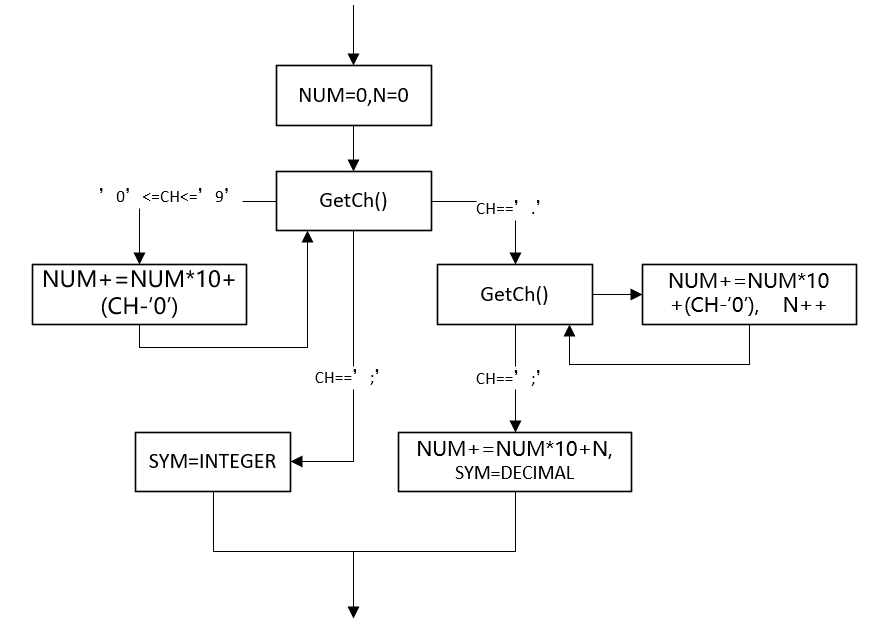 NUM=0,N=0
GetCh()
’ 0’ <=CH<=’ 9’
CH==’ .’
NUM+=NUM*10+
(CH-‘0’)
GetCh()
NUM+=NUM*10
+(CH-‘0’), N++
CH==’ ;’
CH==’ ;’
SYM=INTEGER
NUM+=NUM*10+N,
SYM=DECIMAL